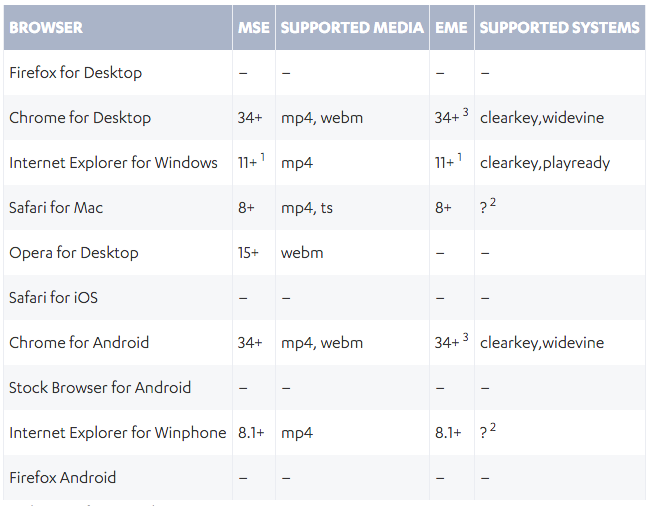 BROWSER MSE SUPPORTED MEDIA EME SUPPORTED SYSTEMS
Firefox for Desktop – – – –
Chrome for Desktop 34+ mp4, webm 34+ 3 clearkey,widevine
Internet Explorer for Windows 11+ 1 mp4 11+ 1 clearkey,playready
Safari for Mac 8+ mp4, ts 8+ ? 2
Opera for Desktop 15+ webm – –
Safari for iOS – – – –
Chrome for Android 34+ mp4, webm 34+ 3 clearkey,widevine
Stock Browser for Android – – – –
Internet Explorer for Winphone 8.1+ mp4 8.1+ ? 2
Firefox Android – – – –